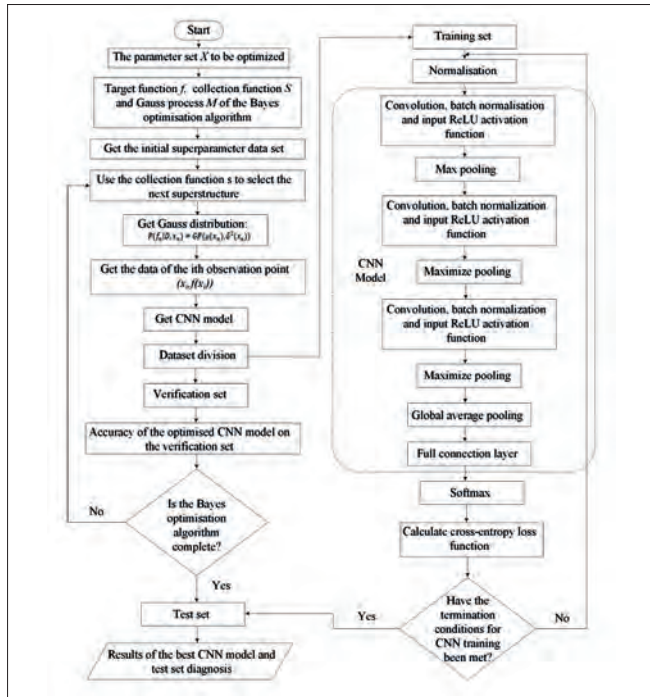 Start
The parameter set X to be optimized
Target function f, collection function S
and Gauss process M of the Bayes
optimisation algorithm
Get the initial superparameter data set
Use the collection function s to select the
next superstructure
Get Gauss distribution:
Get the data of the ith observation point
Get CNN model
Dataset division
Verification set
Accuracy of the optimised CNN model on
the verification set
Is the Bayes
optimisation
algorithm
complete?
No
Yes
Test set
Results of the best CNN model and
test set diagnosis
Training set
Normalisation
Convolution, batch normalisation
and input ReLU activation
function
Max pooling
Convolution, batch normalization
and input ReLU activation
function
CNN
Model
Maximize pooling
Convolution, batch normalization
and input ReLU activation
function
Maximize pooling
Global average pooling
Full connection layer
Softmax
Calculate cross-entropy loss
function
Have the
termination
conditions for
CNN training
been met?
Yes
No